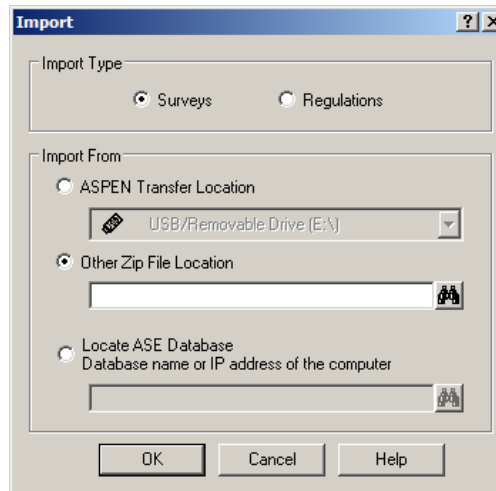 Import
Import Type
Surveys
Regulations
Import From
ASPEN Transfer Location
USB/Removable Drive (E:\)
Other Zip File Location
Locate ASE Database
Database name or IP address of the computer
OK
Cancel
Help